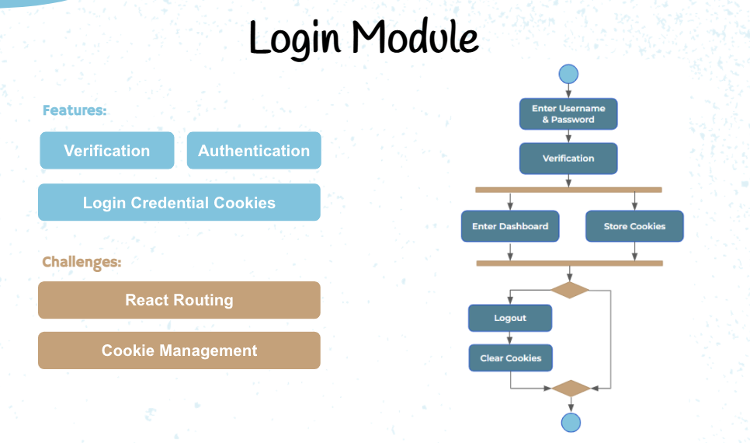 Login Module
Features:
Verification
Authentication
Login Credential Cookies
Challenges:
React Routing
Cookie Management
Enter Username
& Password
Verification
Enter Dashboard
Store Cookies
Logout
Clear Cookies